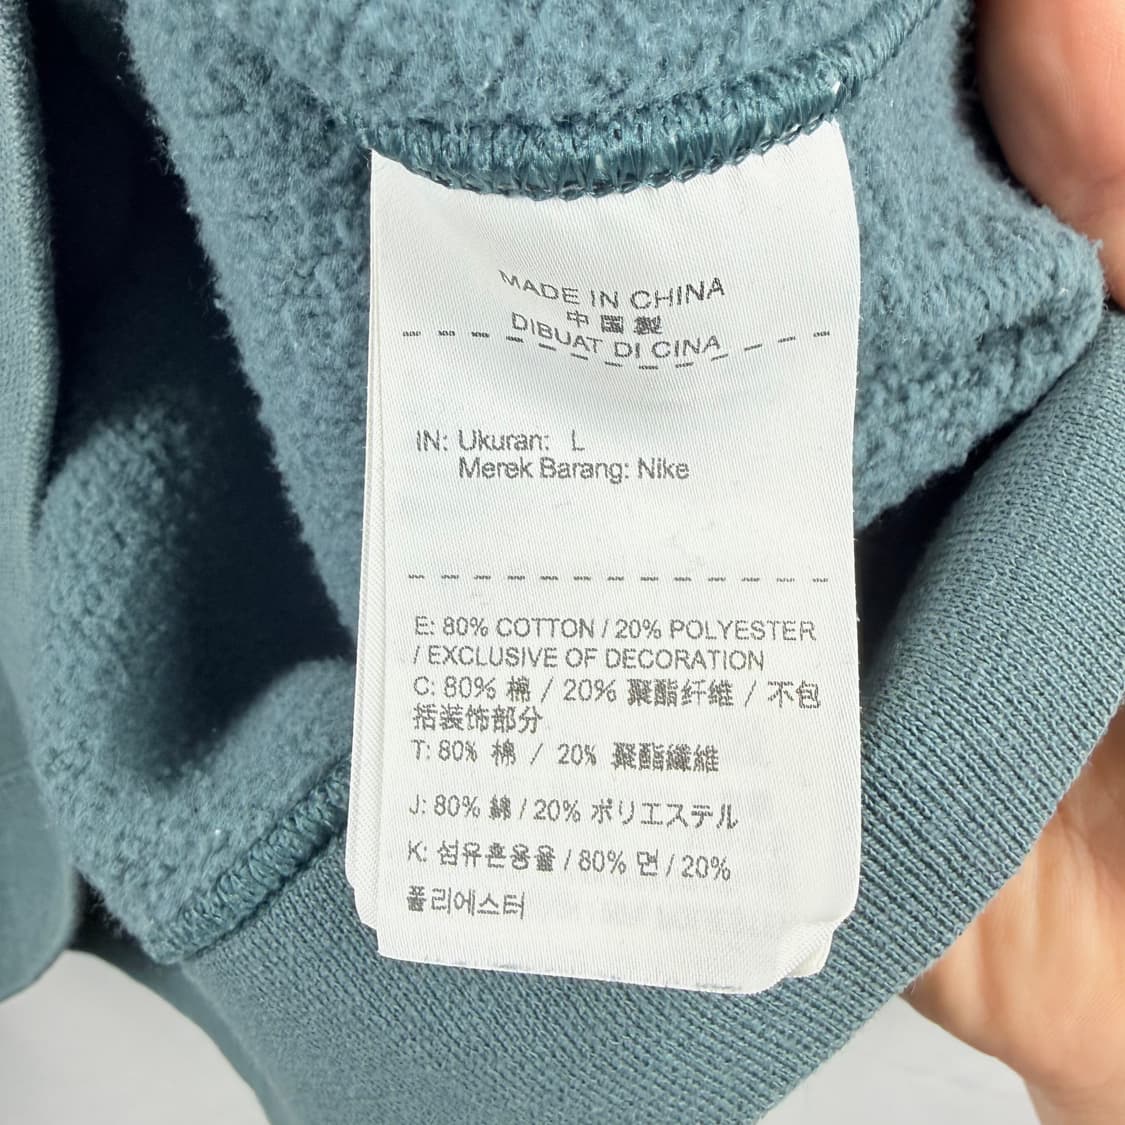 MADE IN CHINA
中国製
DIBUAT DI CINA
IN: Ukuran: L
Merek Barang: Nike
E: 80% COTTON / 20% POLYESTER
/ EXCLUSIVE OF DECORATION
C: 80% 棉 / 20% 聚酯纤维 / 不包
括装饰部分
T: 80% 棉 / 20% 聚酯纖維
J: 80% 綿 / 20% ポリエステル
K: 섬유혼용율 / 80% 면 / 20%
폴리에스터